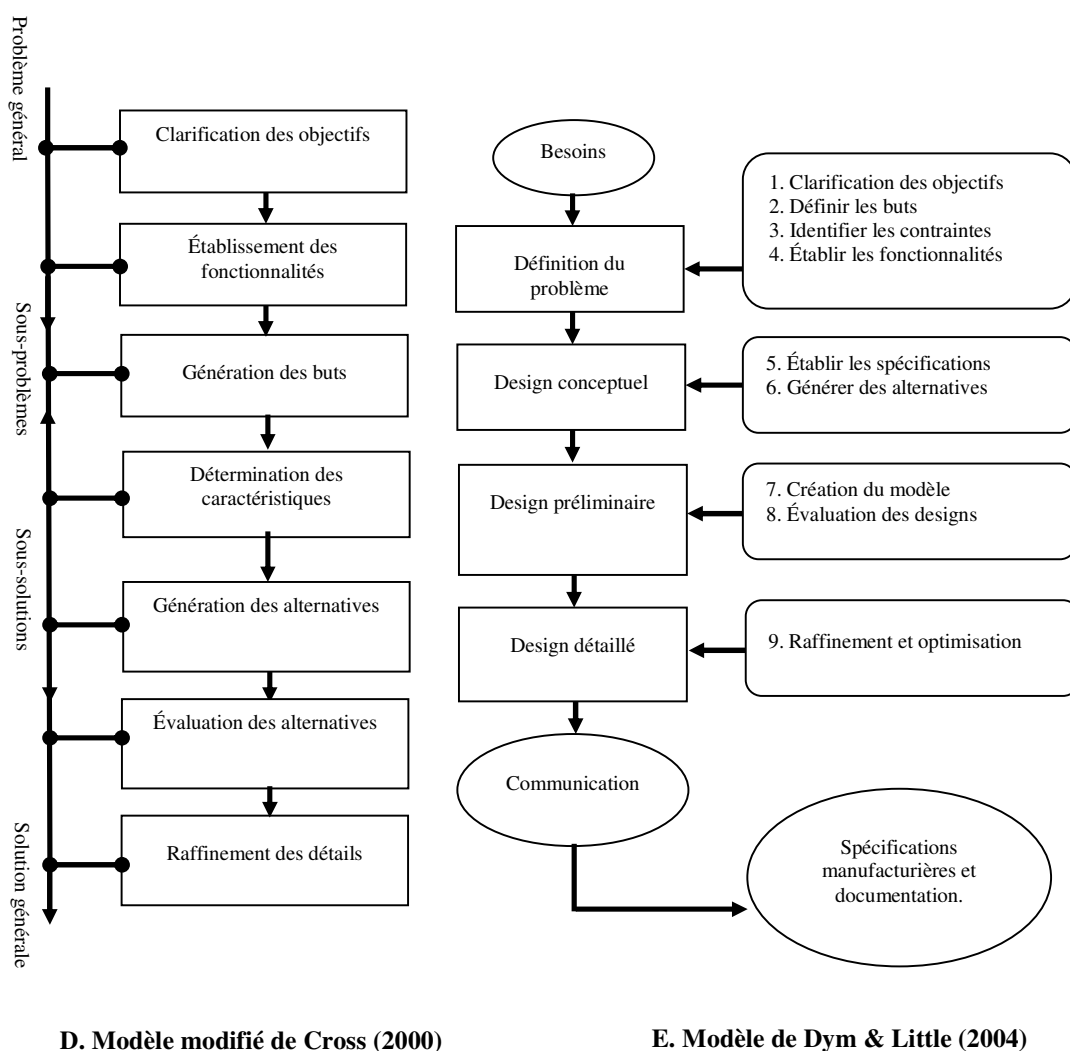 Problème général
Sous-problèmes
Sous-solutions
Solution générale
Clarification des objectifs
Établissement des
fonctionnalités
Génération des buts
Détermination des
caractéristiques
Génération des alternatives
Évaluation des alternatives
Raffinement des détails
D. Modèle modifié de Cross (2000)
Besoins
Définition du
problème
1. Clarification des objectifs
2. Définir les buts
3. Identifier les contraintes
4. Établir les fonctionnalités
Design conceptuel
5. Établir les spécifications
6. Générer des alternatives
Design préliminaire
7. Création du modèle
8. Évaluation des designs
Design détaillé
9. Raffinement et optimisation
Communication
Spécifications
manufacturières et
documentation.
E. Modèle de Dym & Little (2004)